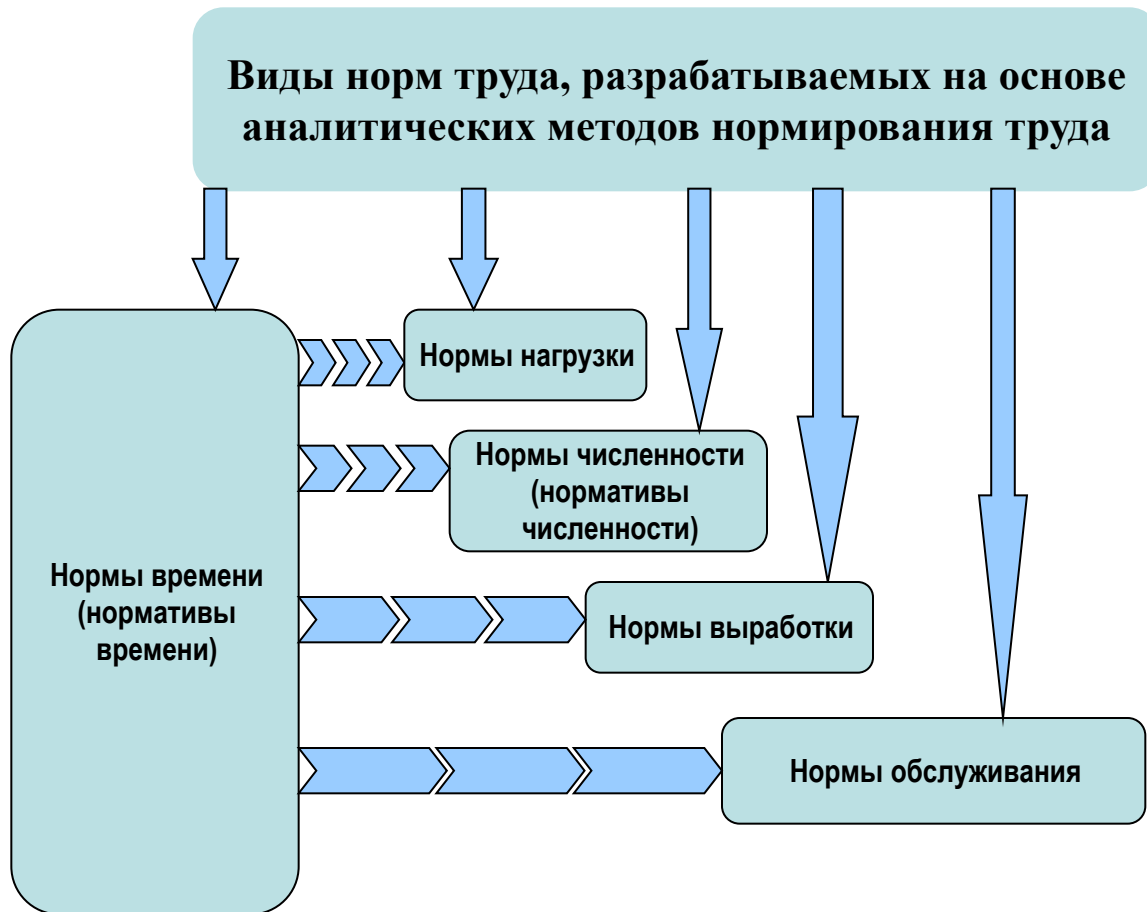 Виды норм труда, разрабатываемых на основе
аналитических методов нормирования труда
Нормы нагрузки
Нормы численности
(нормативы
численности)
Нормы времени
(нормативы
времени)
Нормы выработки
Нормы обслуживания